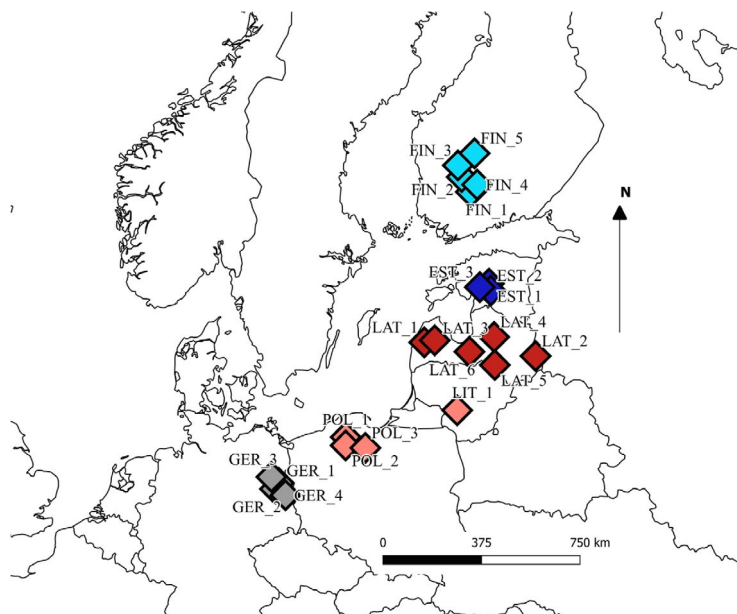 FIN_5
FIN_3
FIN_2
FIN_4
FIN_1
N
EST_3
EST_2
EST_1
LAT_1
LAT_3
LAT_4
LAT_2
LAT_6
LAT_5
LIT_1
POL_1
POL_3
POL_2
GER_3
GER_1
GER_4
GER_2
0 375 750 km